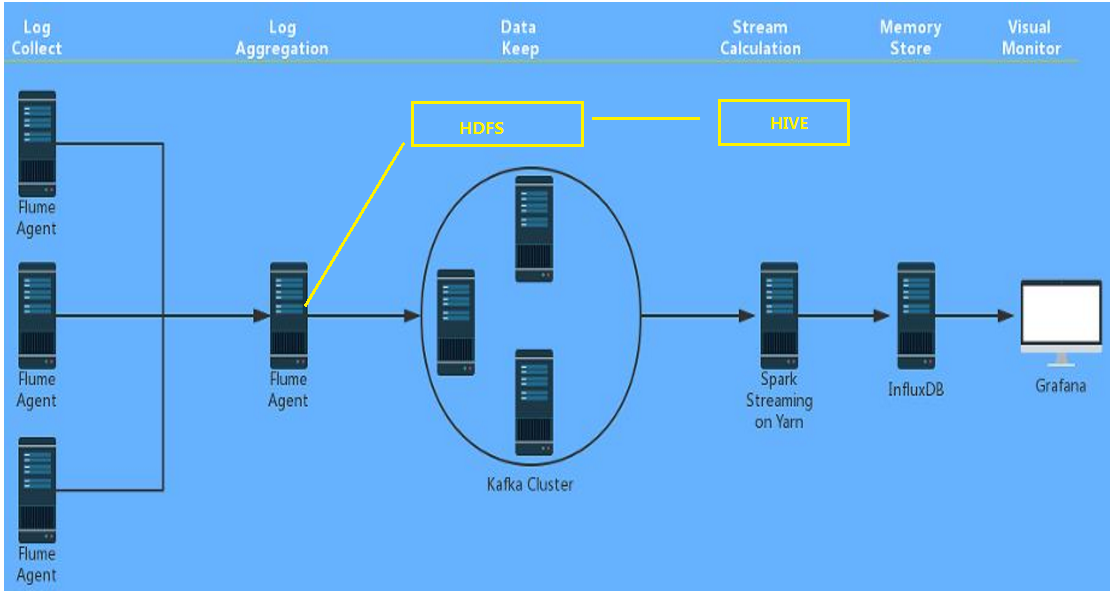 Log
Collect
Log
Aggregation
Data
Keep
Stream
Calculation
Memory
Store
Visual
Monitor
HDFS
HIVE
Flume
Agent
Flume
Agent
Flume
Agent
Spark
Streaming
on Yarn
InfluxDB
Grafana
Kafka Cluster
Flume
Agent